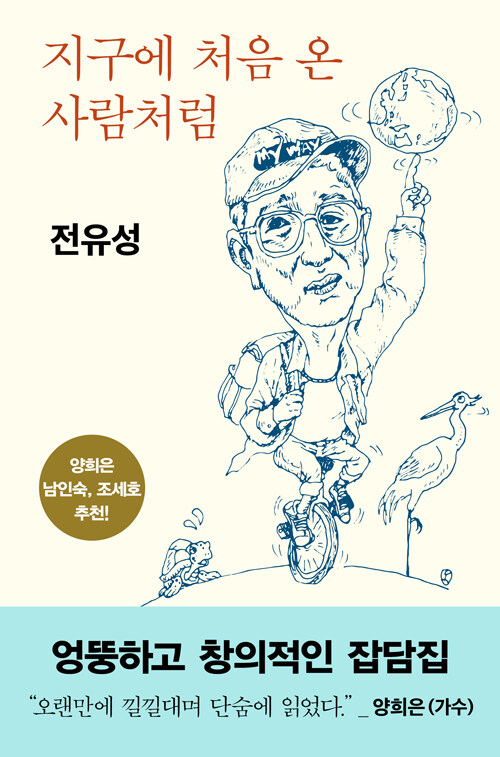 지구에 처음 온
사람처럼
MY WAY
전유성
양희은
남인숙, 조세호
추천!
엉뚱하고 창의적인 잡담집
“오랜만에 낄낄대며 단숨에 읽었다.” _ 양희은 (가수)